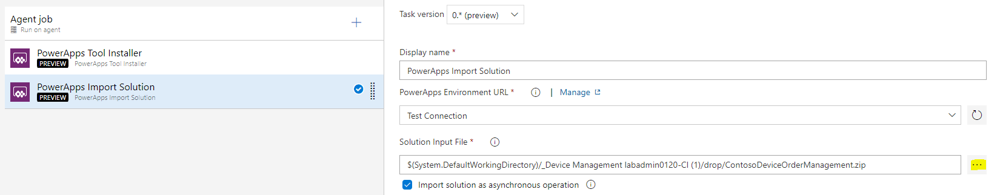 Agent job
Run on agent
PowerApps Tool Installer
PREVIEW PowerApps Tool Installer
PowerApps Import Solution
PREVIEW PowerApps Import Solution
Task version 0.* (preview)
Display name *
PowerApps Import Solution
PowerApps Environment URL * | Manage
Test Connection
Solution Input File *
$(System.DefaultWorkingDirectory)/_Device Management labadmin0120-CI (1)/drop/ContosoDeviceOrderManagement.zip
...
Import solution as asynchronous operation